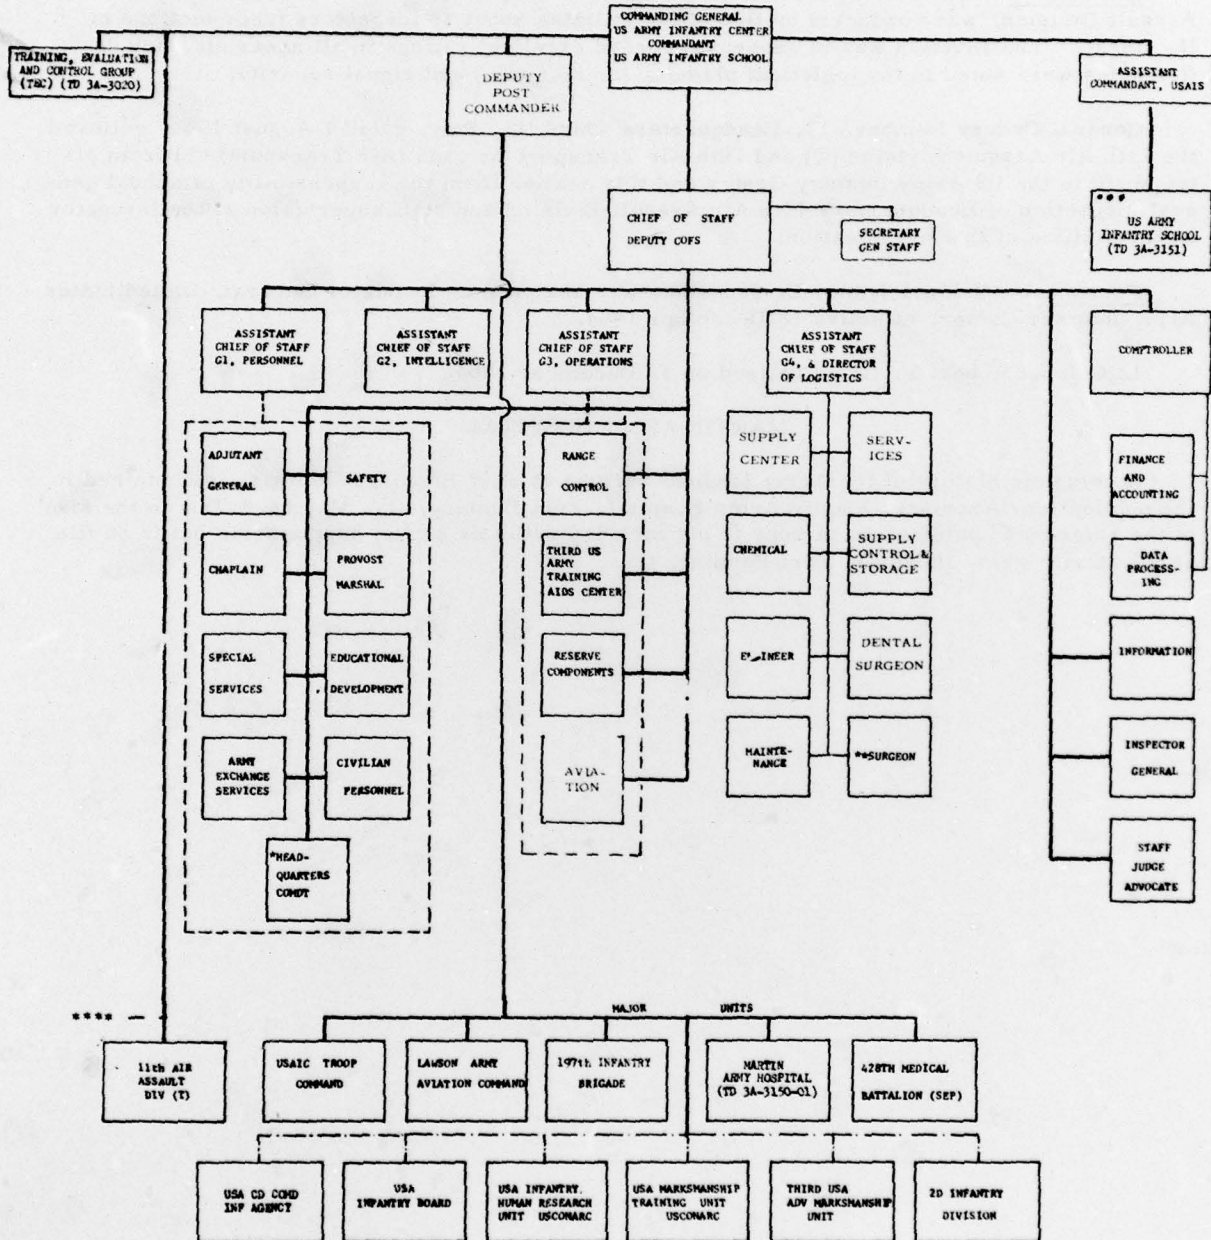 COMMANDING GENERAL
US ARMY INFANTRY CENTER
COMMANDANT
US ARMY INFANTRY SCHOOL
TRAINING, EVALUATION
AND CONTROL GROUP
(TEC) (TD 3A-3020)
DEPUTY
POST
COMMANDER
ASSISTANT
COMMANDANT, USAIS
CHIEF OF STAFF
DEPUTY COFS
SECRETARY
GEN STAFF
***
US ARMY
INFANTRY SCHOOL
(TD 3A-3151)
ASSISTANT
CHIEF OF STAFF
G1, PERSONNEL
ASSISTANT
CHIEF OF STAFF
G2, INTELLIGENCE
ASSISTANT
CHIEF OF STAFF
G3, OPERATIONS
ASSISTANT
CHIEF OF STAFF
G4, & DIRECTOR
OF LOGISTICS
COMPTROLLER
ADJUTANT
GENERAL
SAFETY
CHAPLAIN
PROVOST
MARSHAL
SPECIAL
SERVICES
EDUCATIONAL
DEVELOPMENT
ARMY
EXCHANGE
SERVICES
CIVILIAN
PERSONNEL
*HEAD-
QUARTERS
COMDT
RANGE
CONTROL
THIRD US
ARMY
TRAINING
AIDS CENTER
RESERVE
COMPONENTS
AVIA-
TION
SUPPLY
CENTER
SERV-
ICES
CHEMICAL
SUPPLY
CONTROL &
STORAGE
ENGINEER
DENTAL
SURGEON
MAINTE-
NANCE
**SURGEON
FINANCE
AND
ACCOUNTING
DATA
PROCESS-
ING
INFORMATION
INSPECTOR
GENERAL
STAFF
JUDGE
ADVOCATE
****
MAJOR UNITS
11th AIR
ASSAULT
DIV (T)
USAIC TROOP
COMMAND
LAWSON ARMY
AVIATION COMMAND
197th INFANTRY
BRIGADE
MARTIN
ARMY HOSPITAL
(TD 3A-3150-01)
428TH MEDICAL
BATTALION (SEP)
USA CD COMD
INF AGENCY
USA
INFANTRY BOARD
USA INFANTRY.
HUMAN RESEARCH
UNIT USCONARC
USA MARKSMANSHIP
TRAINING UNIT
USCONARC
THIRD USA
ADV MARKSMANSHIP
UNIT
2D INFANTRY
DIVISION